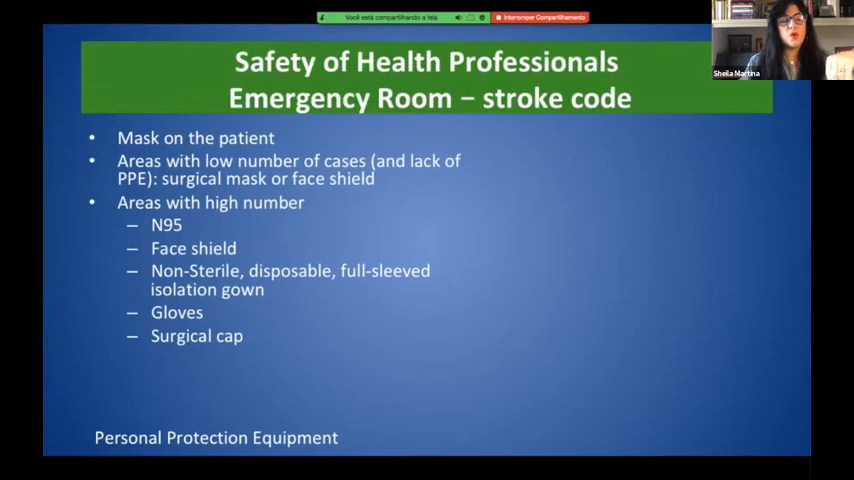 Você está compartilhando a tela
Interromper Compartilhamento
Sheila Martina
Safety of Health Professionals
Emergency Room – stroke code
• Mask on the patient
• Areas with low number of cases (and lack of
PPE): surgical mask or face shield
• Areas with high number
– N95
– Face shield
– Non-Sterile, disposable, full-sleeved
isolation gown
– Gloves
– Surgical cap
Personal Protection Equipment